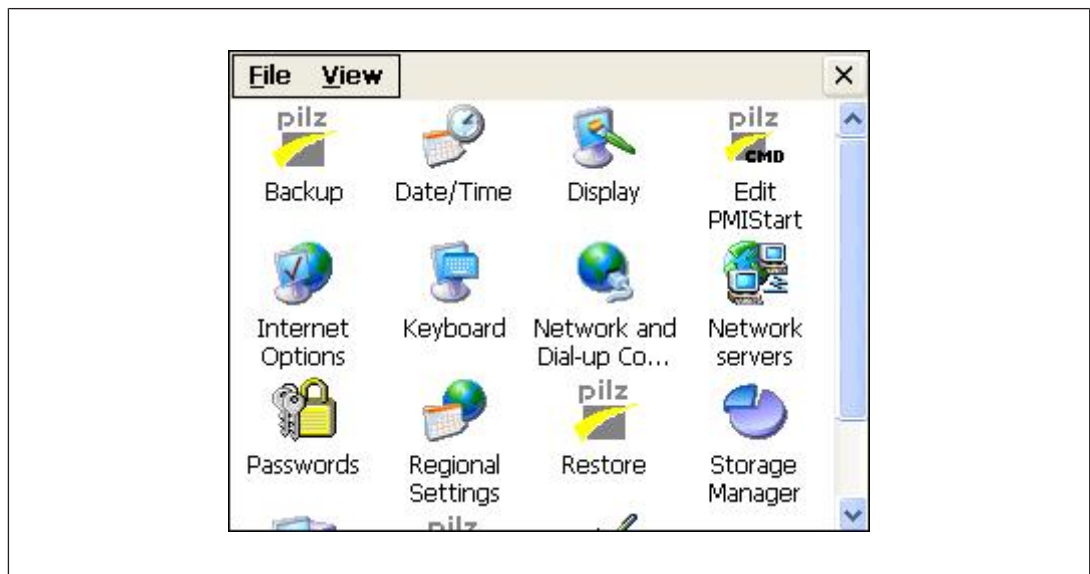 File View
pilz
pilz
CMD
Backup Date/Time Display Edit
PMIStart
Internet
Options
Keyboard Network and
Dial-up Co...
Network
servers
pilz
Passwords Regional
Settings
Restore Storage
Manager
pilz